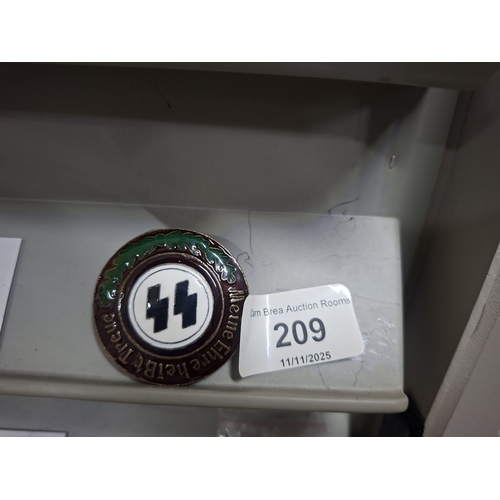 Meine Ehre heißt Treue
Brea Auction Rooms
209
11/11/2025